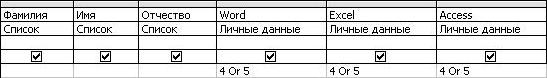 Фамилия Имя Отчество Word Excel Access
Список Список Список Личные данные Личные данные Личные данные
4 Or 5 4 Or 5 4 Or 5